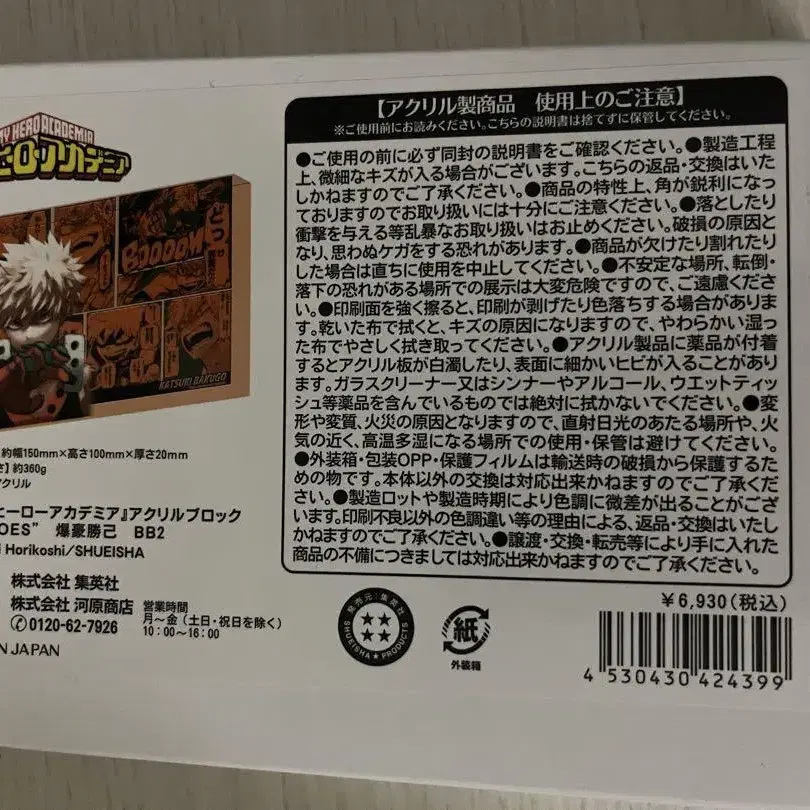 MY HERO ACADEMIA
ヒーローアカデミア
BOOOOM
KATSUKI BAKUGO
約幅150mm×高さ100mm×厚さ20mm
】約360g
アクリル
ヒーローアカデミア』アクリルブロック
OES” 爆豪勝己 BB2
Horikoshi/SHUEISHA
株式会社 集英社
株式会社 河原商店
0120-62-7926
営業時間
月～金（土日・祝日を除く）
10:00～16:00
N JAPAN
【アクリル製商品 使用上のご注意】
※ご使用前にお読みください。こちらの説明書は捨てずに保管してください。
●ご使用の前に必ず同封の説明書をご確認ください。●製造工程
上、微細なキズが入る場合がございます。こちらの返品・交換はいた
しかねますのでご了承ください。●商品の特性上、角が鋭利になっ
ておりますのでお取り扱いには十分にご注意ください。●落としたり
衝撃を与える等乱暴なお取り扱いはお止めください。破損の原因と
なり、思わぬケガをする恐れがあります。●商品が欠けたり割れたり
した場合は直ちに使用を中止してください。●不安定な場所、転倒・
落下の恐れがある場所での展示は大変危険ですので、ご遠慮くださ
い。●印刷面を強く擦ると、印刷が剥げたり色落ちする場合がありま
す。乾いた布で拭くと、キズの原因になりますので、やわらかい湿っ
た布でやさしく拭き取ってください。●アクリル製品に薬品が付着
するとアクリル板が白濁したり、表面に細かいヒビが入ることがあり
ます。ガラスクリーナー又はシンナーやアルコール、ウエットティッ
シュ等薬品を含んでいるものでは絶対に拭かないでください。●変
形や変質、火災の原因となりますので、直射日光のあたる場所や、火
気の近く、高温多湿になる場所での使用・保管は避けてください。
●外装箱・包装OPP・保護フィルムは輸送時の破損から保護するた
めの物です。本体以外の交換は対応出来かねますのでご了承くださ
い。●製造ロットや製造時期により色調に微差が出ることがござ
います。印刷不良以外の色調違い等の理由による、返品・交換はいたし
かねますのでご了承ください。●譲渡・交換・転売等により手に入れた
商品の不備につきましては対応出来かねますのでご了承ください。
発売元:集英社
SHUEISHA★PRODUCTS
紙
外装箱
￥6,930(税込)
4 530430 424399